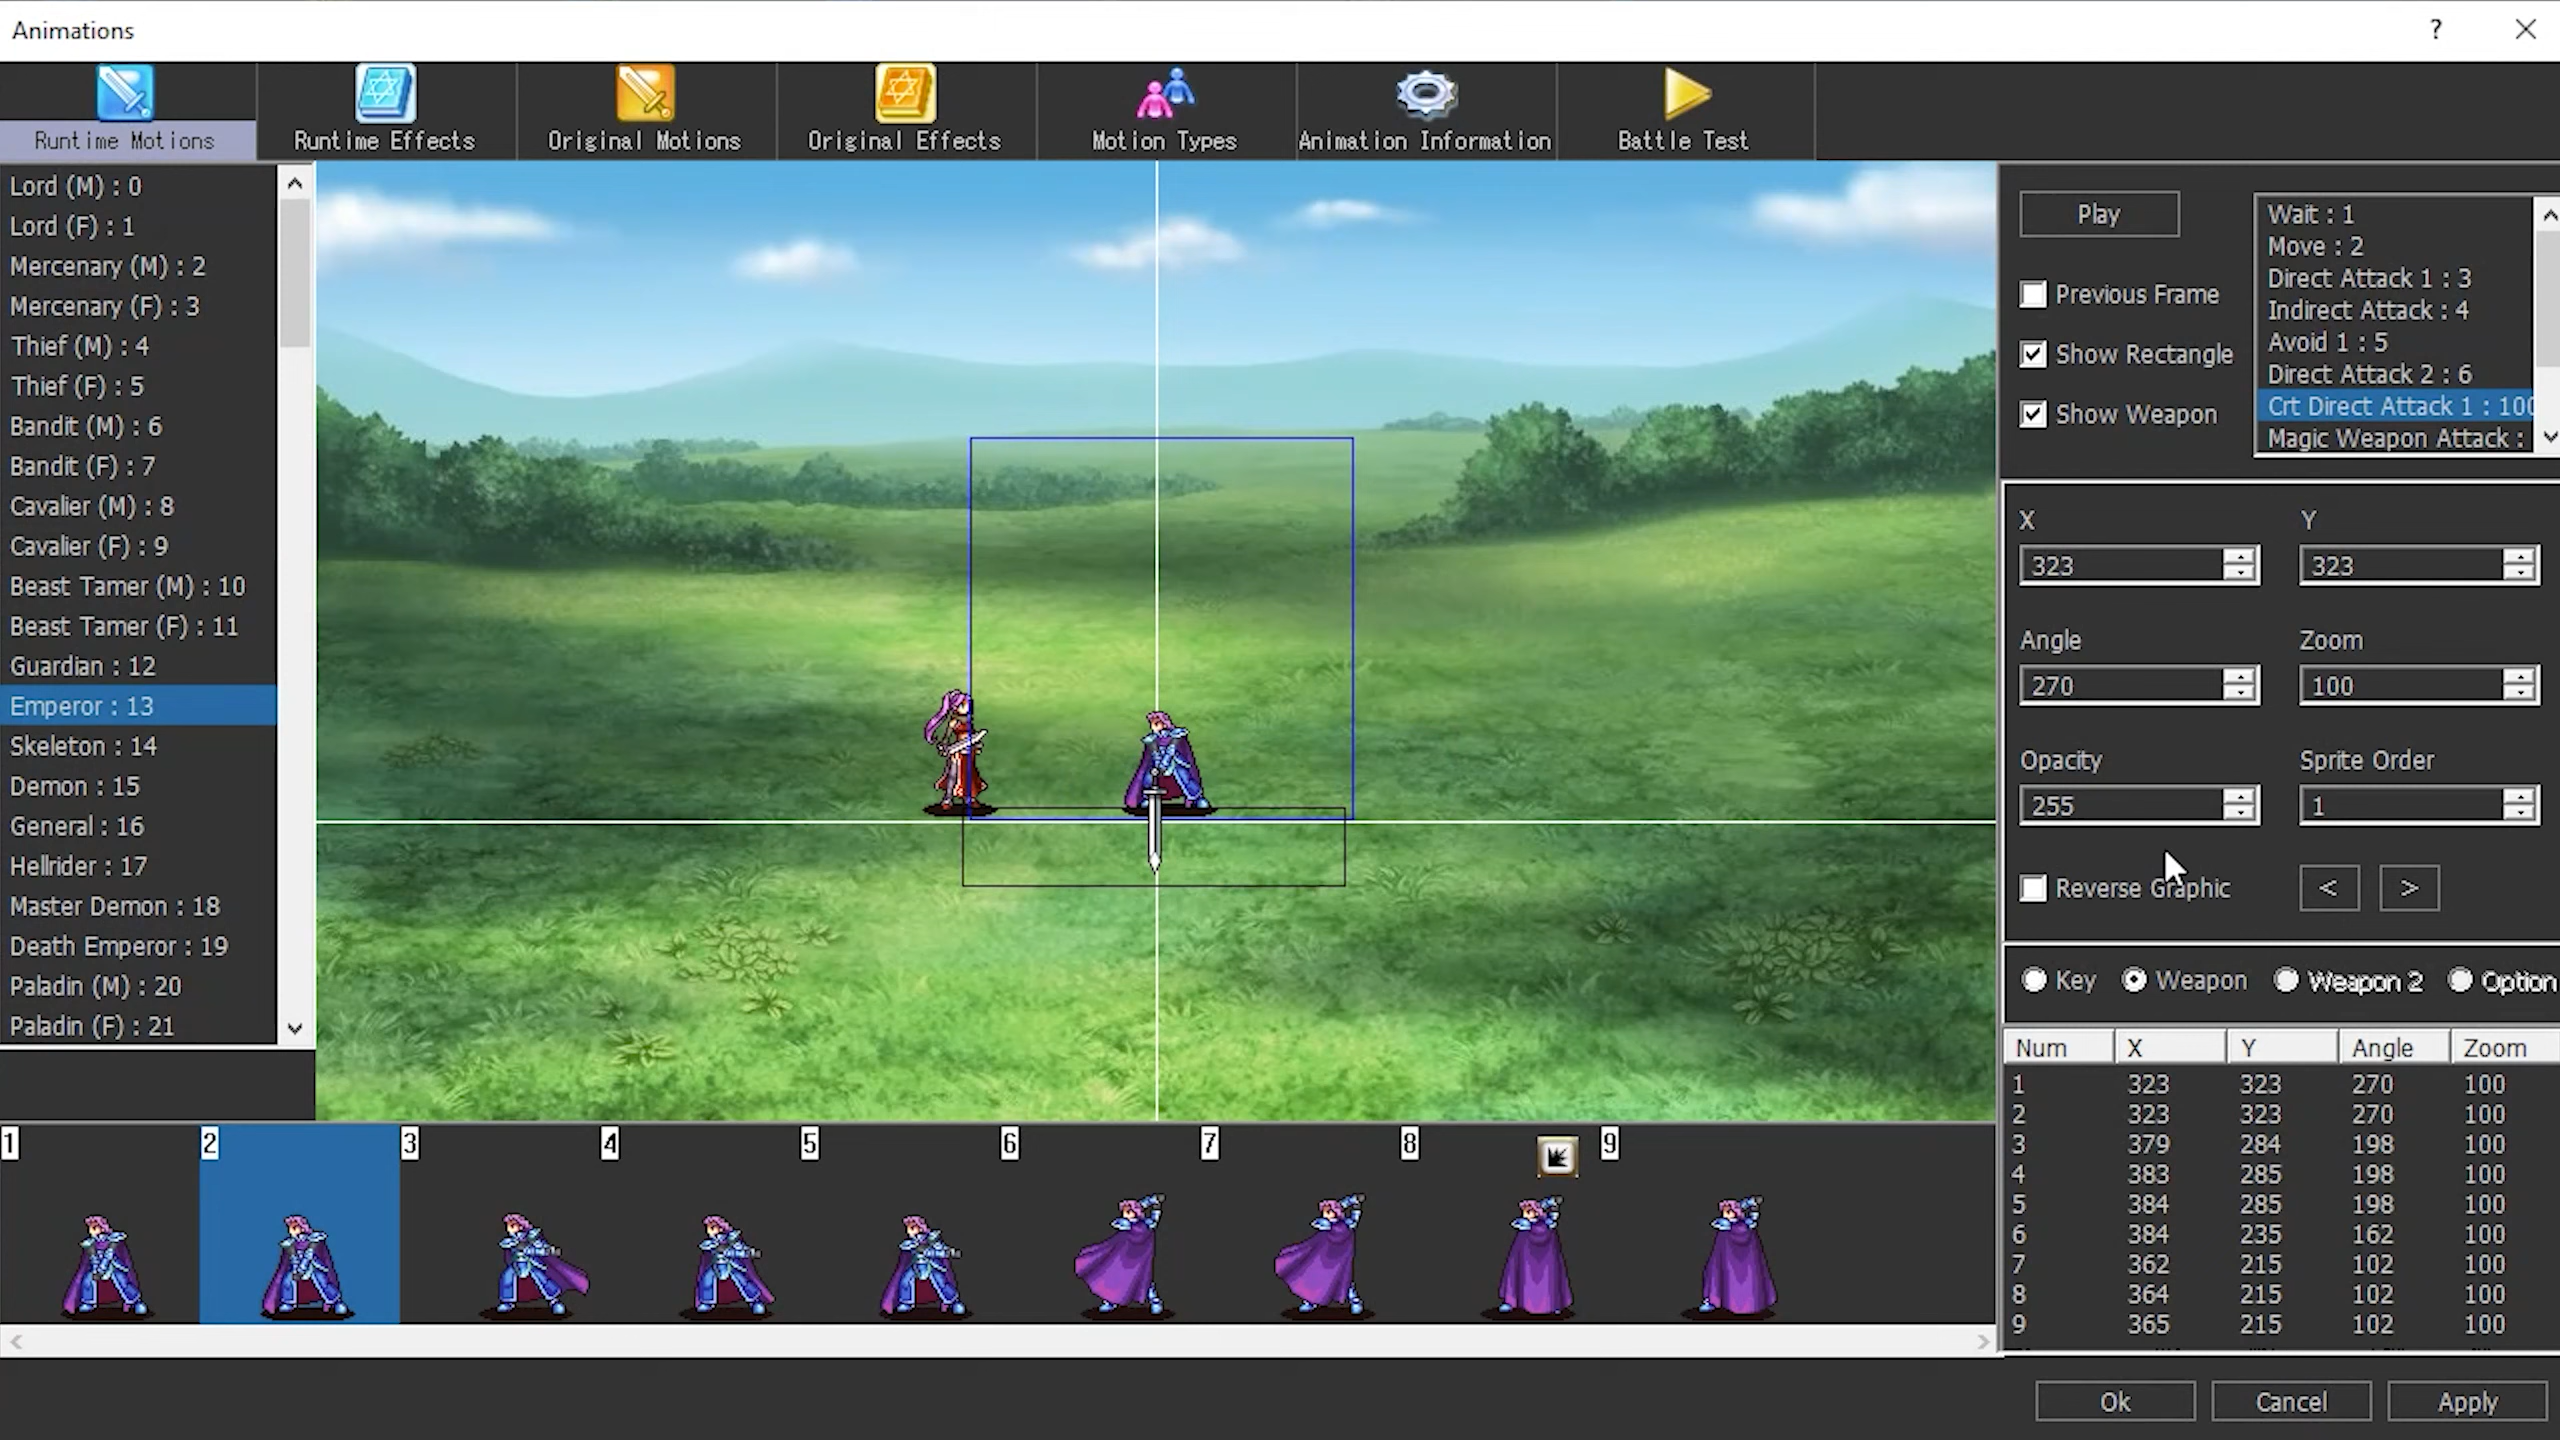 Animations
?
Runtime Motions
Runtime Effects
Original Motions
Original Effects
Motion Types
Animation Information
Battle Test
Lord (M) : 0
Lord (F) : 1
Mercenary (M) : 2
Mercenary (F) : 3
Thief (M) : 4
Thief (F) : 5
Bandit (M) : 6
Bandit (F) : 7
Cavalier (M) : 8
Cavalier (F) : 9
Beast Tamer (M) : 10
Beast Tamer (F) : 11
Guardian : 12
Emperor : 13
Skeleton : 14
Demon : 15
General : 16
Hellrider : 17
Master Demon : 18
Death Emperor : 19
Paladin (M) : 20
Paladin (F) : 21
Play
Previous Frame
Show Rectangle
Show Weapon
Wait : 1
Move : 2
Direct Attack 1 : 3
Indirect Attack : 4
Avoid 1 : 5
Direct Attack 2 : 6
Crt Direct Attack 1 : 100
Magic Weapon Attack :
X Y
323 323
Angle Zoom
270 100
Opacity Sprite Order
255 1
Reverse Graphic < >
Key Weapon Weapon 2 Option
Num X Y Angle Zoom
1 323 323 270 100
2 323 323 270 100
3 379 284 198 100
4 383 285 198 100
5 384 285 198 100
6 384 235 162 100
7 362 215 102 100
8 364 215 102 100
9 365 215 102 100
1 2 3 4 5 6 7 8 9
Ok Cancel Apply